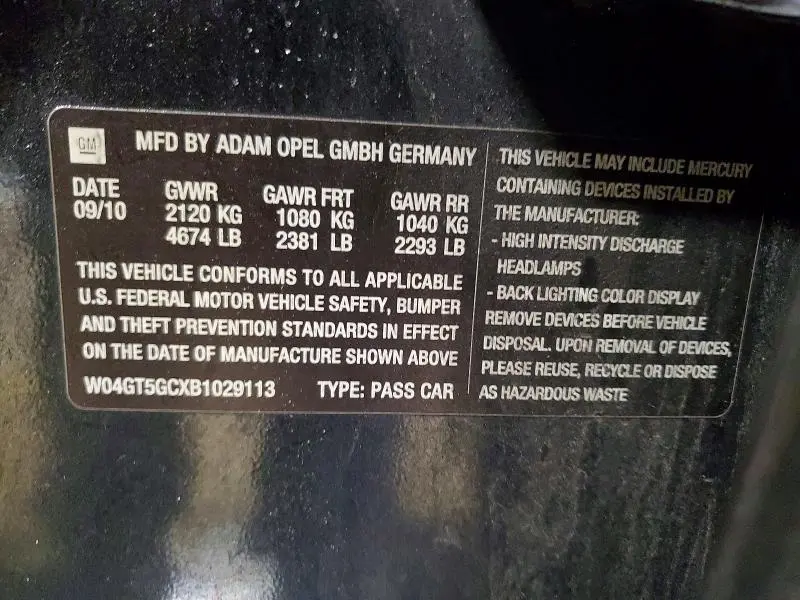 GM
MFD BY ADAM OPEL GMBH GERMANY
DATE GVWR GAWR FRT GAWR RR
09/10 2120 KG 1080 KG 1040 KG
4674 LB 2381 LB 2293 LB
THIS VEHICLE CONFORMS TO ALL APPLICABLE
U.S. FEDERAL MOTOR VEHICLE SAFETY, BUMPER
AND THEFT PREVENTION STANDARDS IN EFFECT
ON THE DATE OF MANUFACTURE SHOWN ABOVE
W04GT5GCXB1029113 TYPE: PASS CAR
THIS VEHICLE MAY INCLUDE MERCURY
CONTAINING DEVICES INSTALLED BY
THE MANUFACTURER:
- HIGH INTENSITY DISCHARGE
HEADLAMPS
- BACK LIGHTING COLOR DISPLAY
REMOVE DEVICES BEFORE VEHICLE
DISPOSAL. UPON REMOVAL OF DEVICES,
PLEASE REUSE, RECYCLE OR DISPOSE
AS HAZARDOUS WASTE